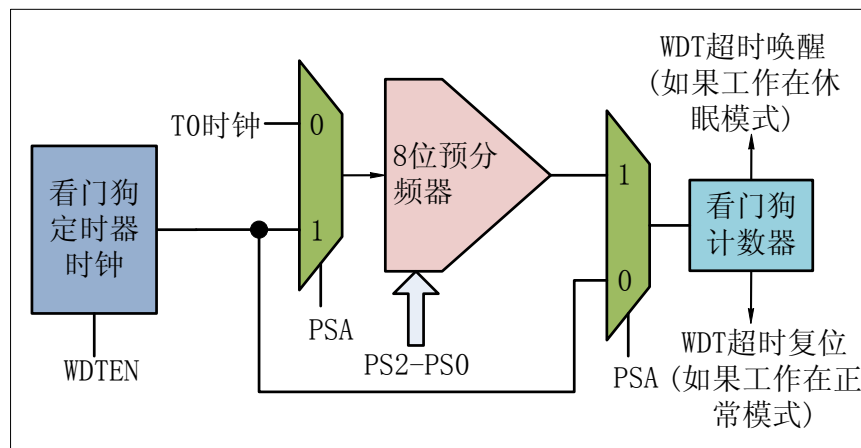 WDT超时唤醒
(如果工作在休
眠模式)
T0时钟
0
8位预分
频器
看门狗
定时器
时钟
1
1
看门狗
计数器
0
PSA
PS2-PS0
WDTEN
WDT超时复位
PSA
(如果工作在正
常模式)